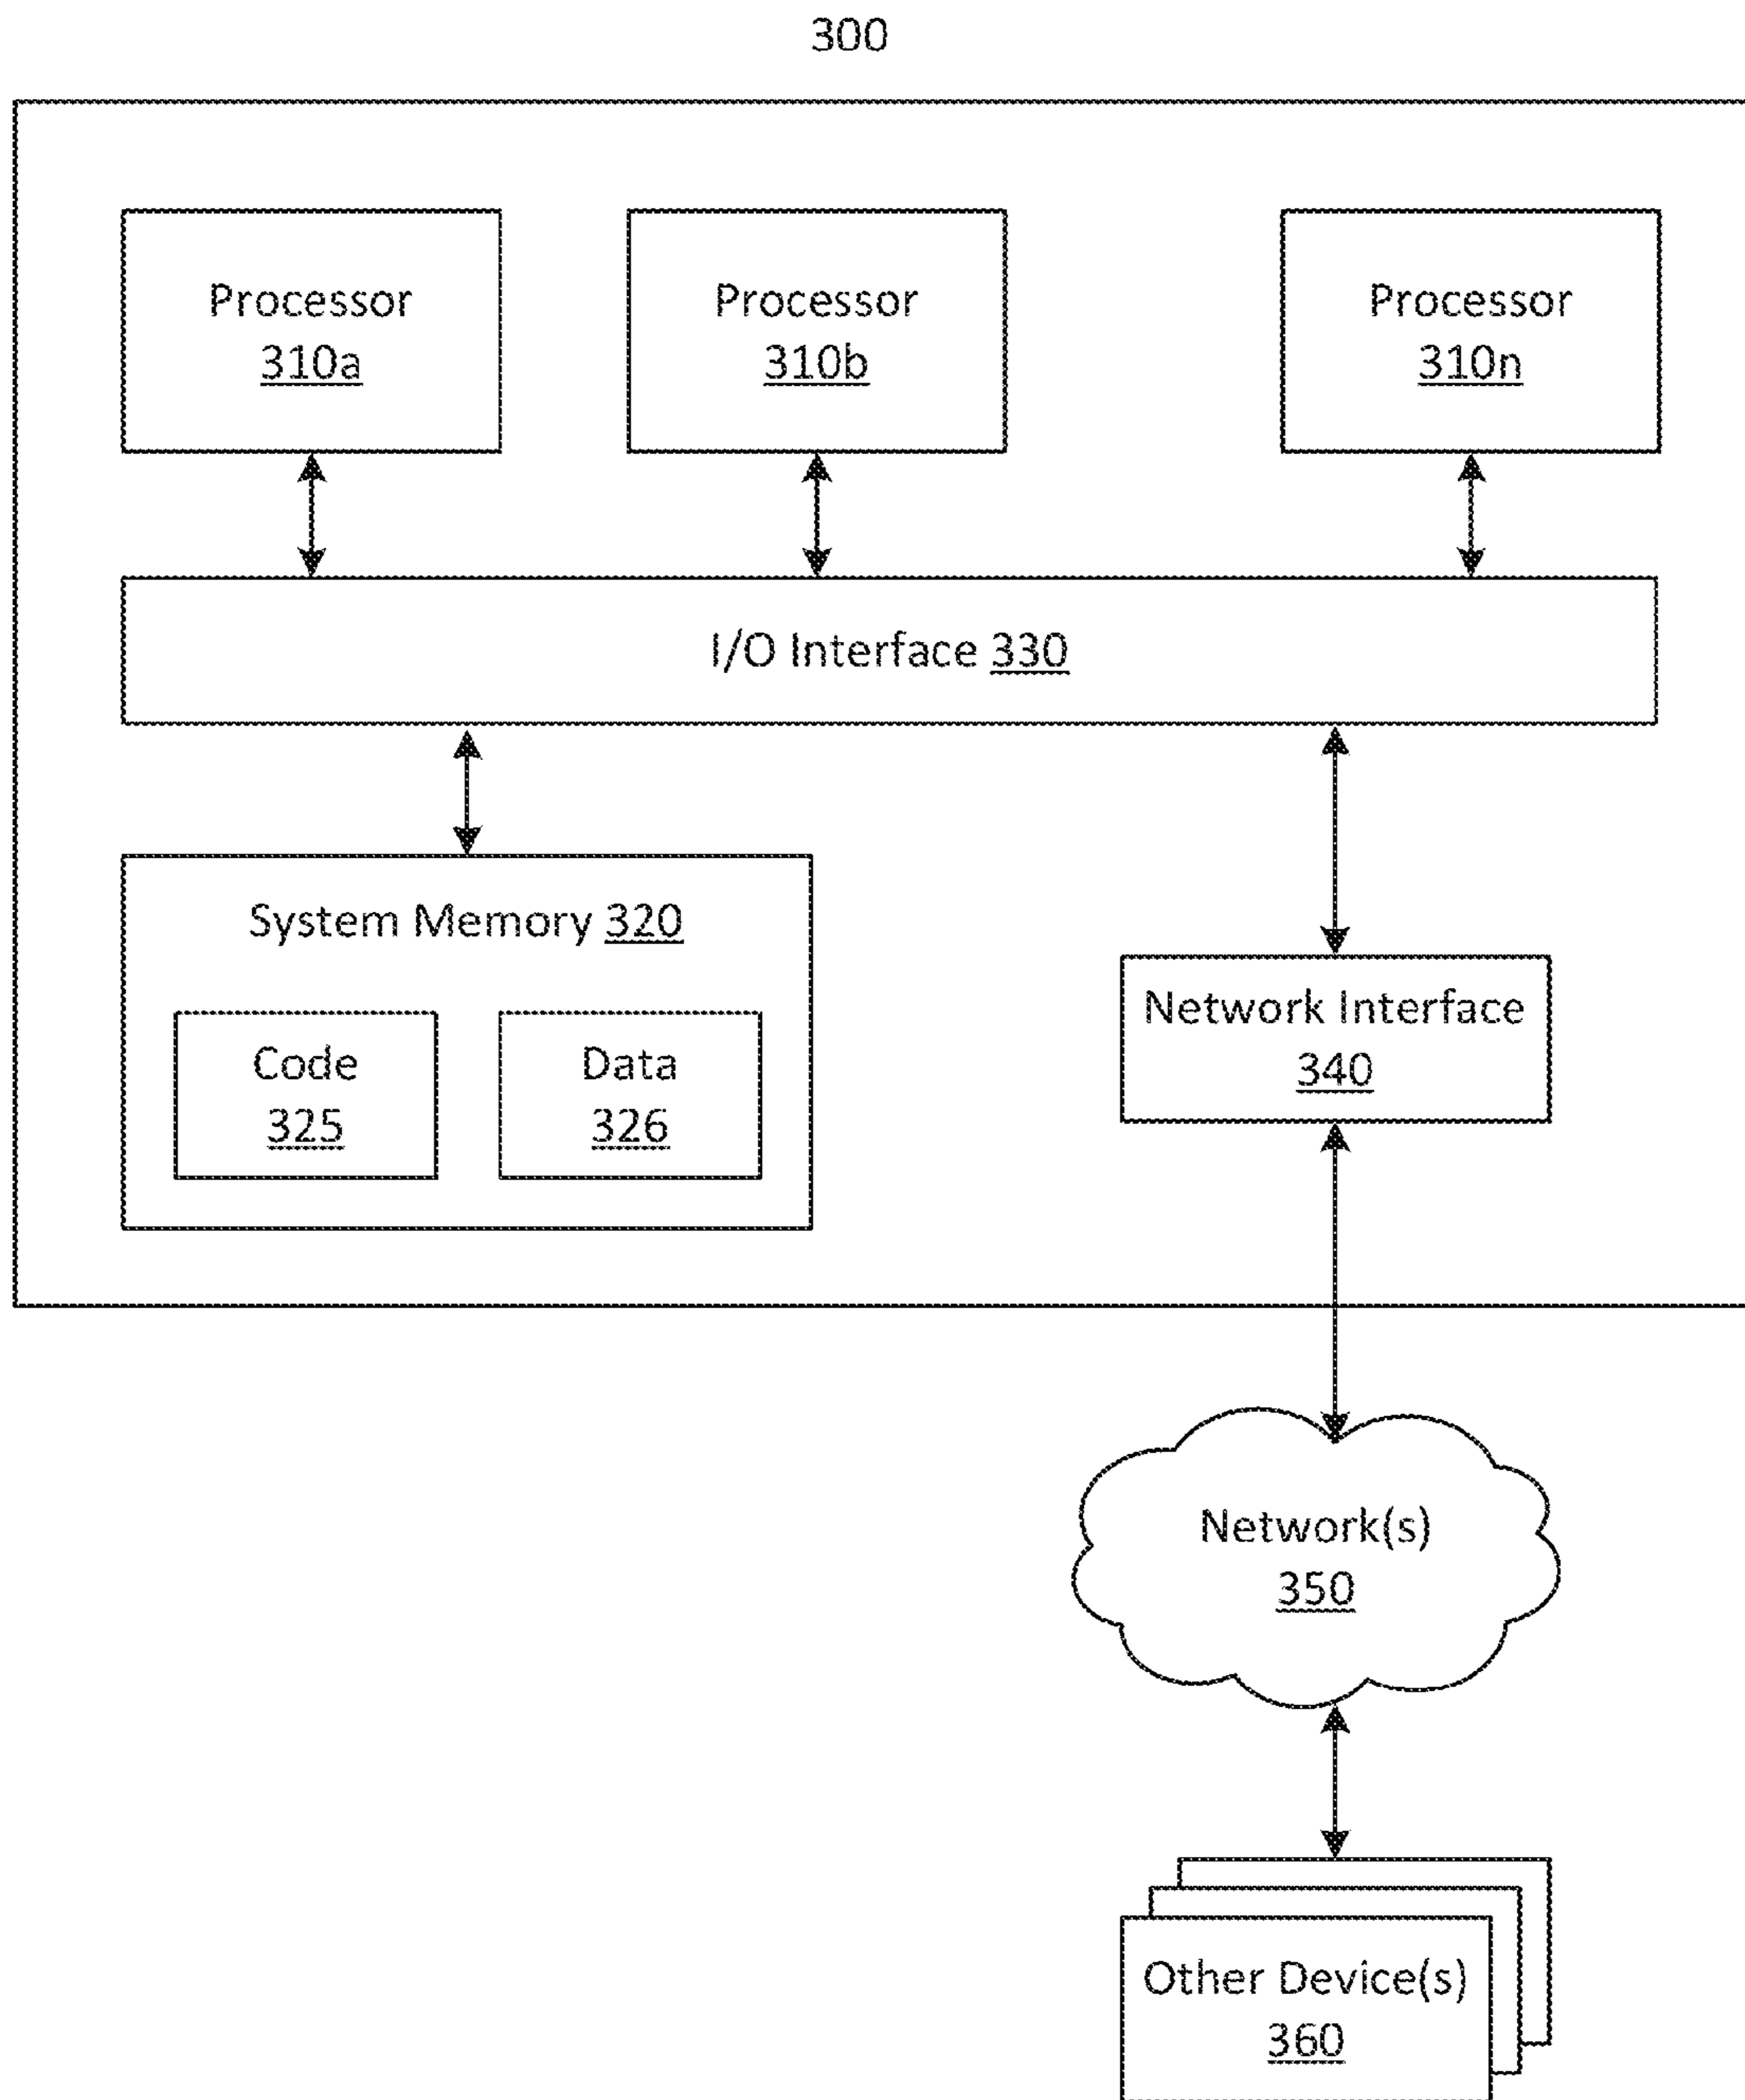 300
Processor
310a
Processor
310b
Processor
310n
I/O Interface 330
System Memory 320
Code
325
Data
326
Network Interface
340
Network(s)
350
Other Device(s)
360